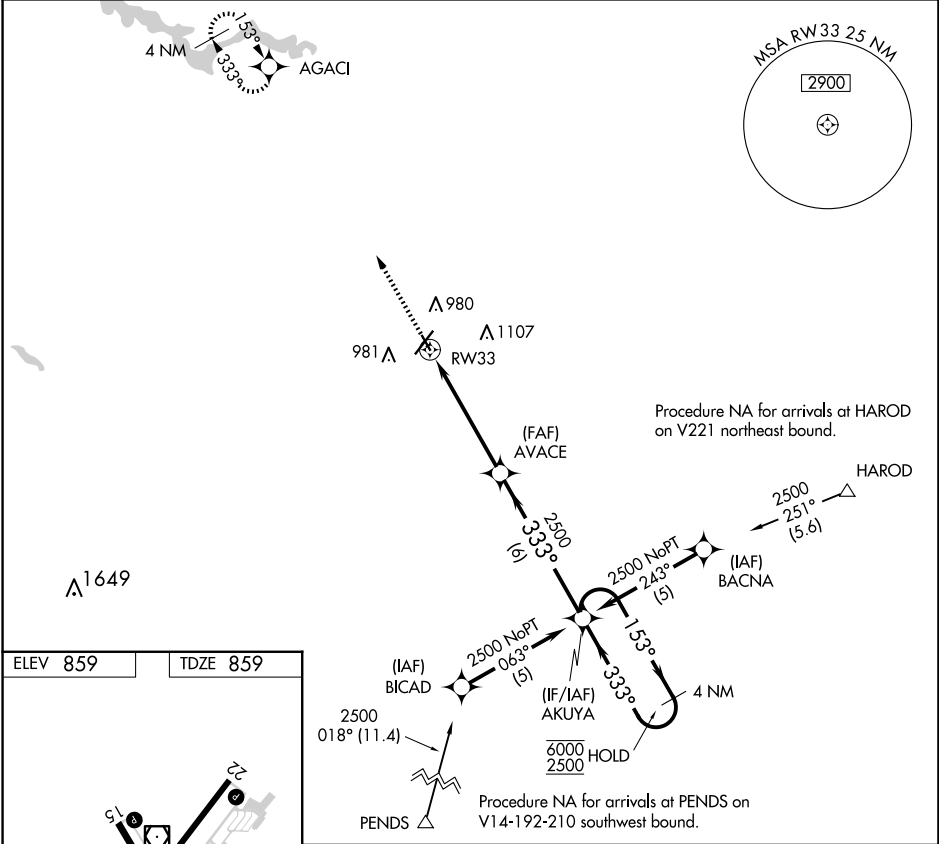 153°
4 NM
333°
AGACI
MSA RW33 25 NM
2900
980
1107
981
RW33
Procedure NA for arrivals at HAROD
on V221 northeast bound.
(FAF)
AVACE
HAROD
2500
251°
(5.6)
2500
333°
(6)
2500 NoPT
243°
(5)
(IAF)
BACNA
1649
153°
333°
4 NM
2500 NoPT
063°
(5)
(IAF)
BICAD
(IF/IAF)
AKUYA
6000
2500
HOLD
2500
018° (11.4)
PENDS
Procedure NA for arrivals at PENDS on
V14-192-210 southwest bound.
ELEV 859
TDZE 859
22
15
P
P